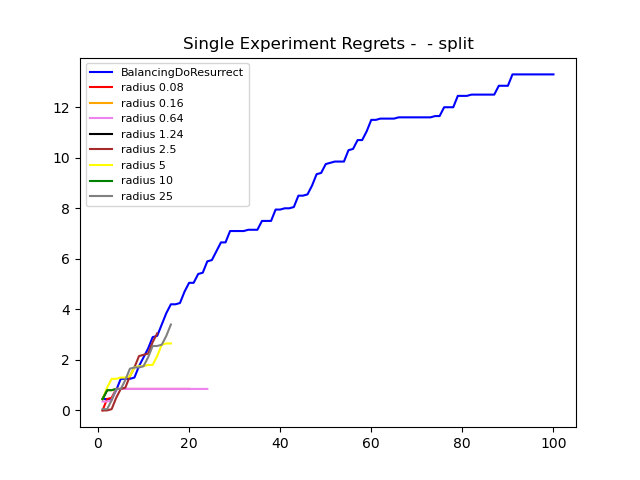 Single Experiment Regrets -  - split
BalancingDoResurrect
radius 0.08
radius 0.16
radius 0.64
radius 1.24
radius 2.5
radius 5
radius 10
radius 25
12
10
8
6
4
2
0
0 20 40 60 80 100